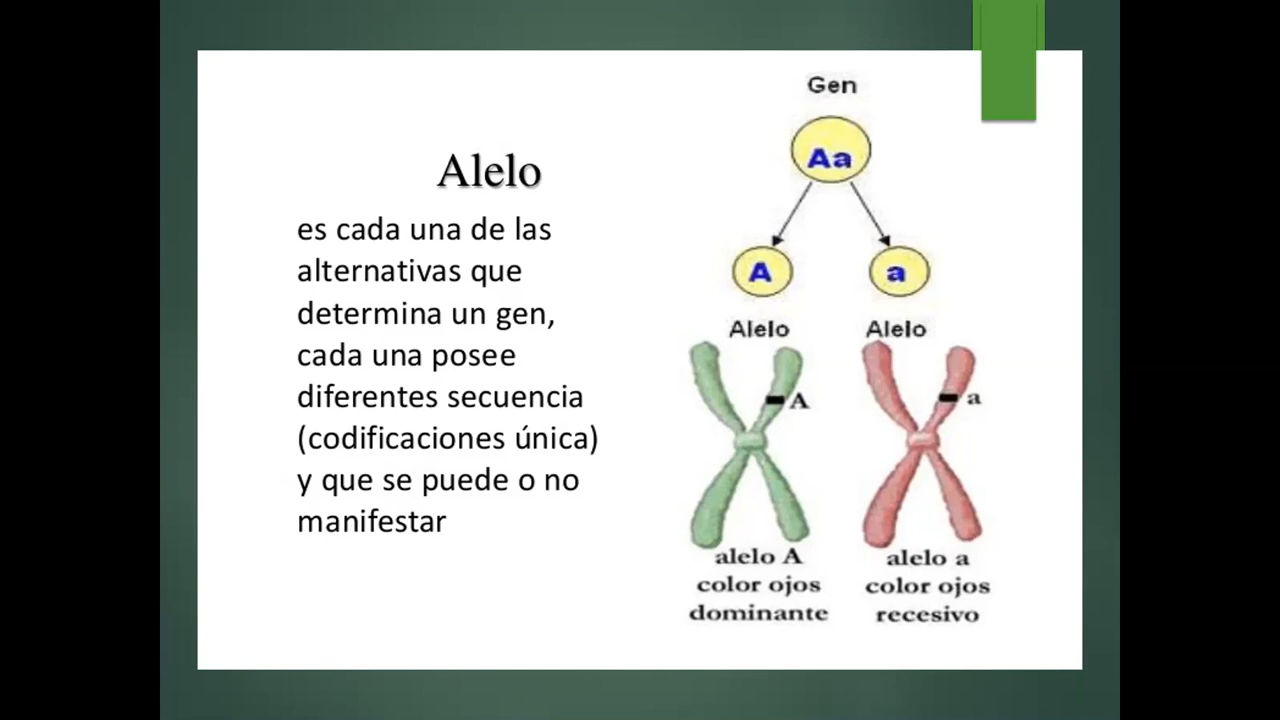 Alelo
es cada una de las
alternativas que
determina un gen,
cada una posee
diferentes secuencia
(codificaciones única)
y que se puede o no
manifestar
Gen
Aa
A
a
Alelo
Alelo
A
a
alelo A
color ojos
dominante
alelo a
color ojos
recesivo